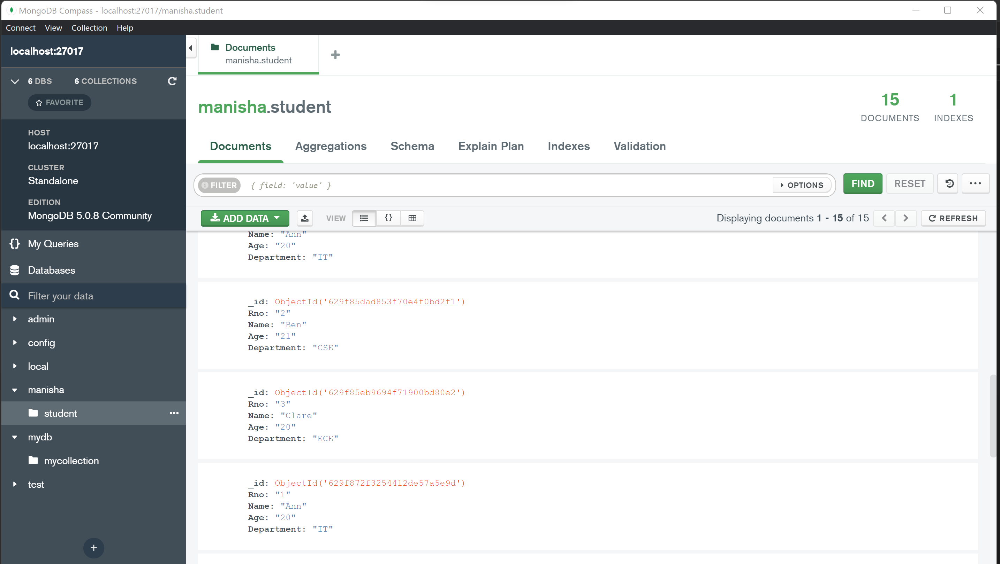 MongoDB Compass - localhost:27017/manisha.student
Connect View Collection Help
localhost:27017
6 DBS 6 COLLECTIONS
FAVORITE
HOST
localhost:27017
CLUSTER
Standalone
EDITION
MongoDB 5.0.8 Community
My Queries
Databases
Filter your data
admin
config
local
manisha
student
mydb
mycollection
test
Documents
manisha.student
manisha.student
15
DOCUMENTS
1
INDEXES
Documents Aggregations Schema Explain Plan Indexes Validation
FILTER { field: 'value' } OPTIONS FIND RESET
ADD DATA VIEW {} Displaying documents 1 - 15 of 15 REFRESH
Name: "Ann"
Age: "20"
Department: "IT"
_id: ObjectId('629f85dad853f70e4f0bd2f1')
Rno: "2"
Name: "Ben"
Age: "21"
Department: "CSE"
_id: ObjectId('629f85eb9694f71900bd80e2')
Rno: "3"
Name: "Clare"
Age: "20"
Department: "ECE"
_id: ObjectId('629f872f3254412de57a5e9d')
Rno: "1"
Name: "Ann"
Age: "20"
Department: "IT"